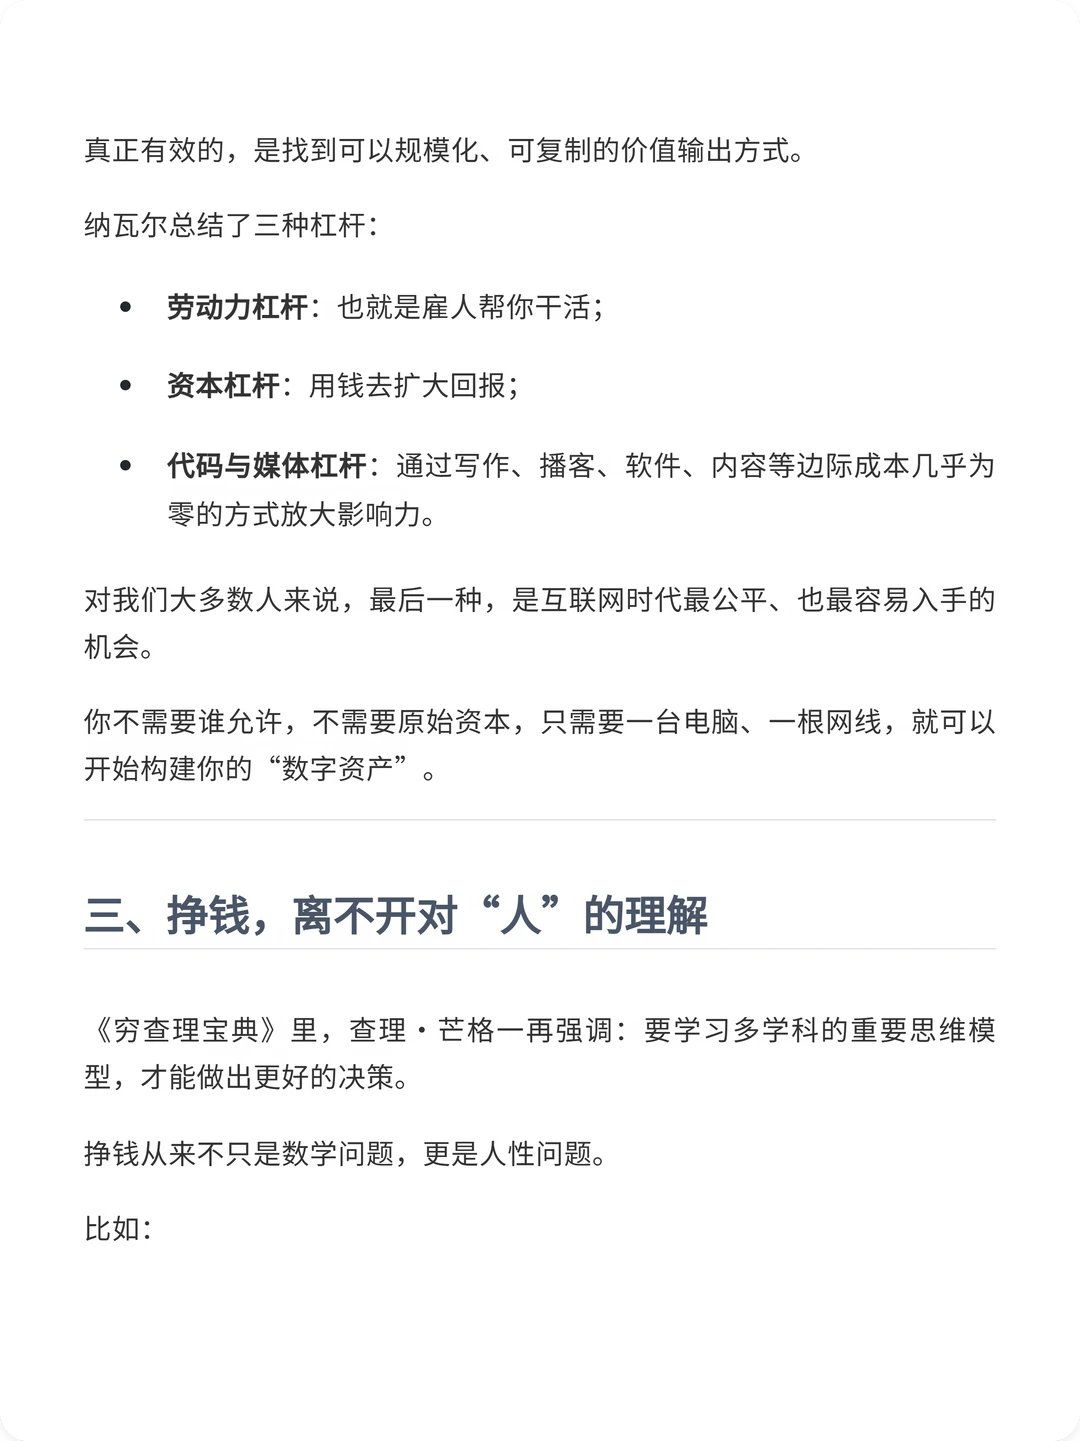 真正有效的，是找到可以规模化、可复制的价值输出方式。
纳瓦尔总结了三种杠杆：
• 劳动力杠杆：也就是雇人帮你干活；
• 资本杠杆：用钱去扩大回报；
• 代码与媒体杠杆：通过写作、播客、软件、内容等边际成本几乎为
零的方式放大影响力。
对我们大多数人来说，最后一种，是互联网时代最公平、也最容易入手的
机会。
你不需要谁允许，不需要原始资本，只需要一台电脑、一根网线，就可以
开始构建你的“数字资产”。
三、挣钱，离不开对“人”的理解
《穷查理宝典》里，查理·芒格一再强调：要学习多学科的重要思维模
型，才能做出更好的决策。
挣钱从来不只是数学问题，更是人性问题。
比如：